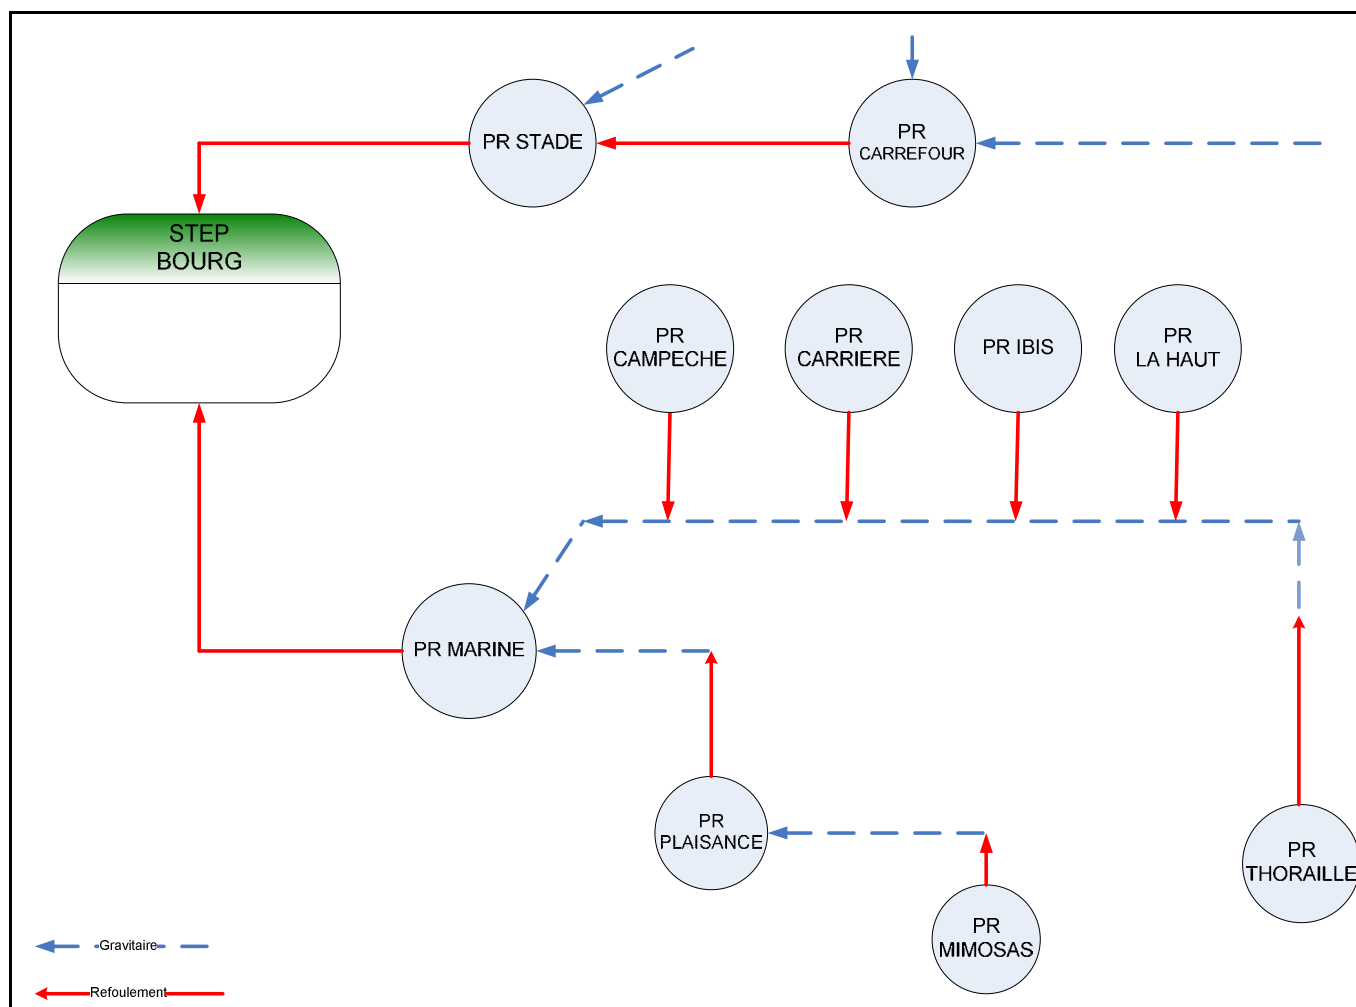 PR STADE
PR
CARREFOUR
STEP
BOURG
PR
CAMPECHE
PR
CARRIERE
PR IBIS
PR
LA HAUT
PR MARINE
PR
PLAISANCE
PR
THORAILLE
PR
MIMOSAS
Gravitaire
Refoulement